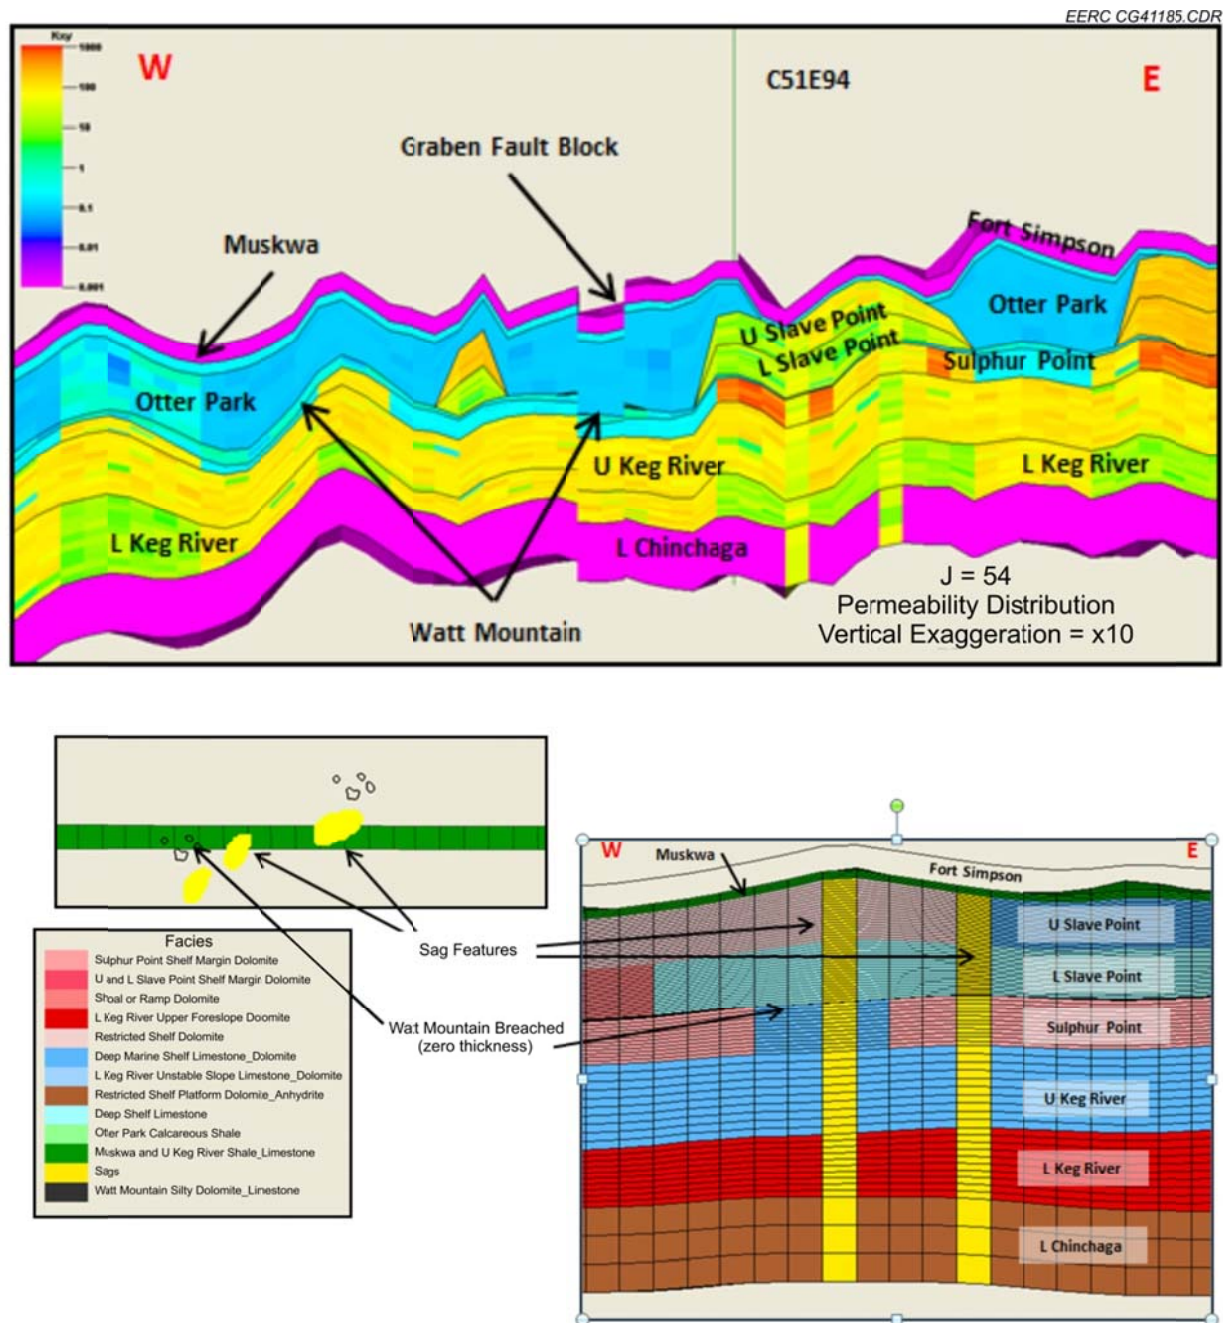 EERC CG41185.CDR
Kxy
1000
100
10
1
0.1
0.01
0.001
W
C51E94
E
Graben Fault Block
Muskwa
Fort Simpson
Otter Park
U Slave Point
L Slave Point
Sulphur Point
Otter Park
U Keg River
L Keg River
L Keg River
L Chinchaga
J = 54
Permeability Distribution
Vertical Exaggeration = x10
Watt Mountain
Sag Features
Wat Mountain Breached
(zero thickness)
Facies
Sulphur Point Shelf Margin Dolomite
U and L Slave Point Shelf Margin Dolomite
Shoal or Ramp Dolomite
L Keg River Upper Foreslope Doomite
Restricted Shelf Dolomite
Deep Marine Shelf Limestone_Dolomite
L Keg River Unstable Slope Limestone_Dolomite
Restricted Shelf Platform Dolomie_Anhydrite
Deep Shelf Limestone
Otter Park Calcareous Shale
Muskwa and U Keg River Shale_Limestone
Sags
Watt Mountain Silty Dolomite_Linestone
W
Muskwa
E
Fort Simpson
U Slave Point
L Slave Point
Sulphur Point
U Keg River
L Keg River
L Chinchaga